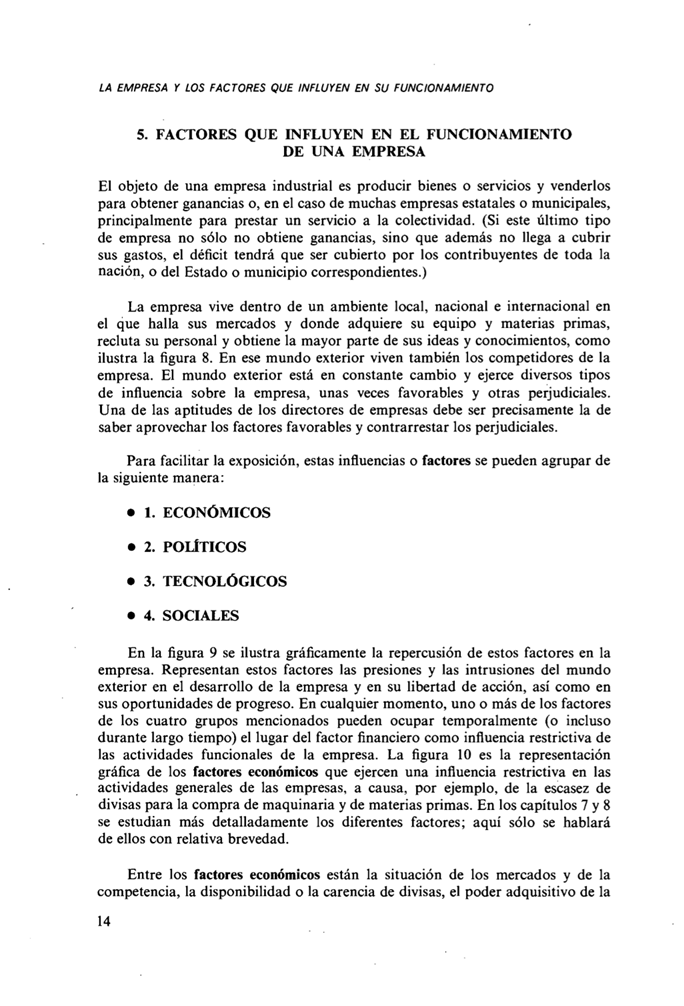 LA EMPRESA Y LOS FACTORES QUE INFLUYEN EN SU FUNCIONAMIENTO
5. FACTORES QUE INFLUYEN EN EL FUNCIONAMIENTO
DE UNA EMPRESA
El objeto de una empresa industrial es producir bienes o servicios y venderlos
para obtener ganancias o, en el caso de muchas empresas estatales o municipales,
principalmente para prestar un servicio a la colectividad. (Si este último tipo
de empresa no sólo no obtiene ganancias, sino que además no llega a cubrir
sus gastos, el déficit tendrá que ser cubierto por los contribuyentes de toda la
nación, o del Estado o municipio correspondientes.)
La empresa vive dentro de un ambiente local, nacional e internacional en
el que halla sus mercados y donde adquiere su equipo y materias primas,
recluta su personal y obtiene la mayor parte de sus ideas y conocimientos, como
ilustra la figura 8. En ese mundo exterior viven también los competidores de la
empresa. El mundo exterior está en constante cambio y ejerce diversos tipos
de influencia sobre la empresa, unas veces favorables y otras perjudiciales.
Una de las aptitudes de los directores de empresas debe ser precisamente la de
saber aprovechar los factores favorables y contrarrestar los perjudiciales.
Para facilitar la exposición, estas influencias o factores se pueden agrupar de
la siguiente manera:
● 1. ECONÓMICOS
● 2. POLÍTICOS
● 3. TECNOLÓGICOS
● 4. SOCIALES
En la figura 9 se ilustra gráficamente la repercusión de estos factores en la
empresa. Representan estos factores las presiones y las intrusiones del mundo
exterior en el desarrollo de la empresa y en su libertad de acción, así como en
sus oportunidades de progreso. En cualquier momento, uno o más de los factores
de los cuatro grupos mencionados pueden ocupar temporalmente (o incluso
durante largo tiempo) el lugar del factor financiero como influencia restrictiva de
las actividades funcionales de la empresa. La figura 10 es la representación
gráfica de los factores económicos que ejercen una influencia restrictiva en las
actividades generales de las empresas, a causa, por ejemplo, de la escasez de
divisas para la compra de maquinaria y de materias primas. En los capítulos 7 y 8
se estudian más detalladamente los diferentes factores; aquí sólo se hablará
de ellos con relativa brevedad.
Entre los factores económicos están la situación de los mercados y de la
competencia, la disponibilidad o la carencia de divisas, el poder adquisitivo de la
14